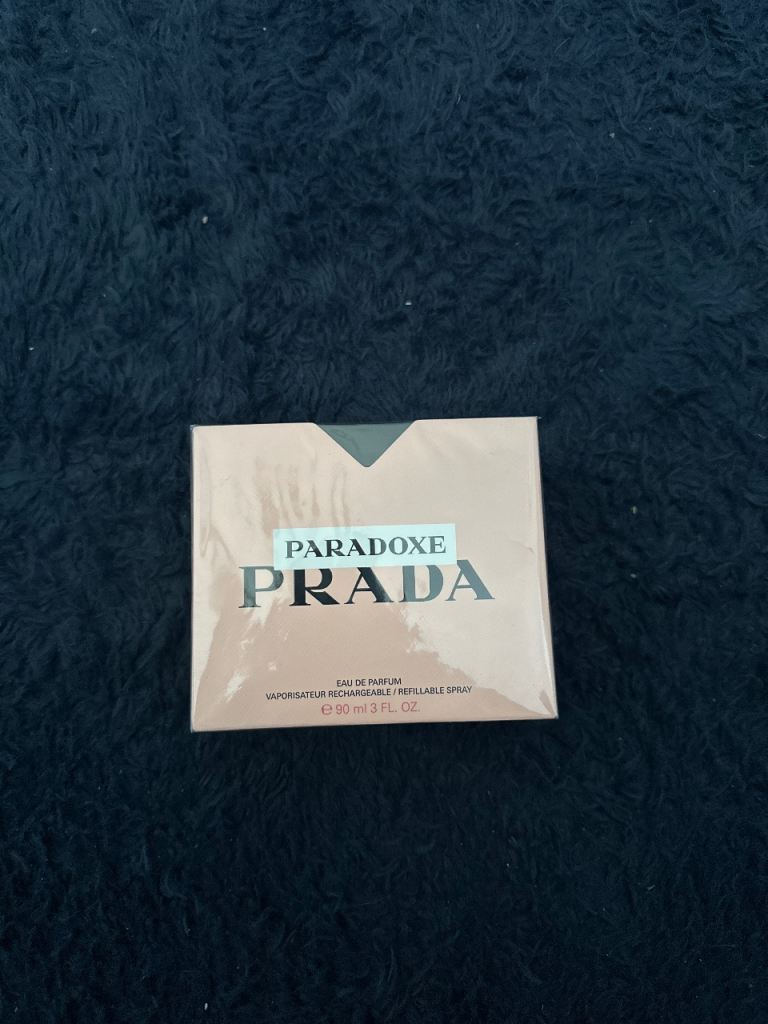 PARADOXE
PRADA
EAU DE PARFUM
VAPORISATEUR RECHARGEABLE / REFILLABLE SPRAY
℮ 90 ml 3 FL. OZ.